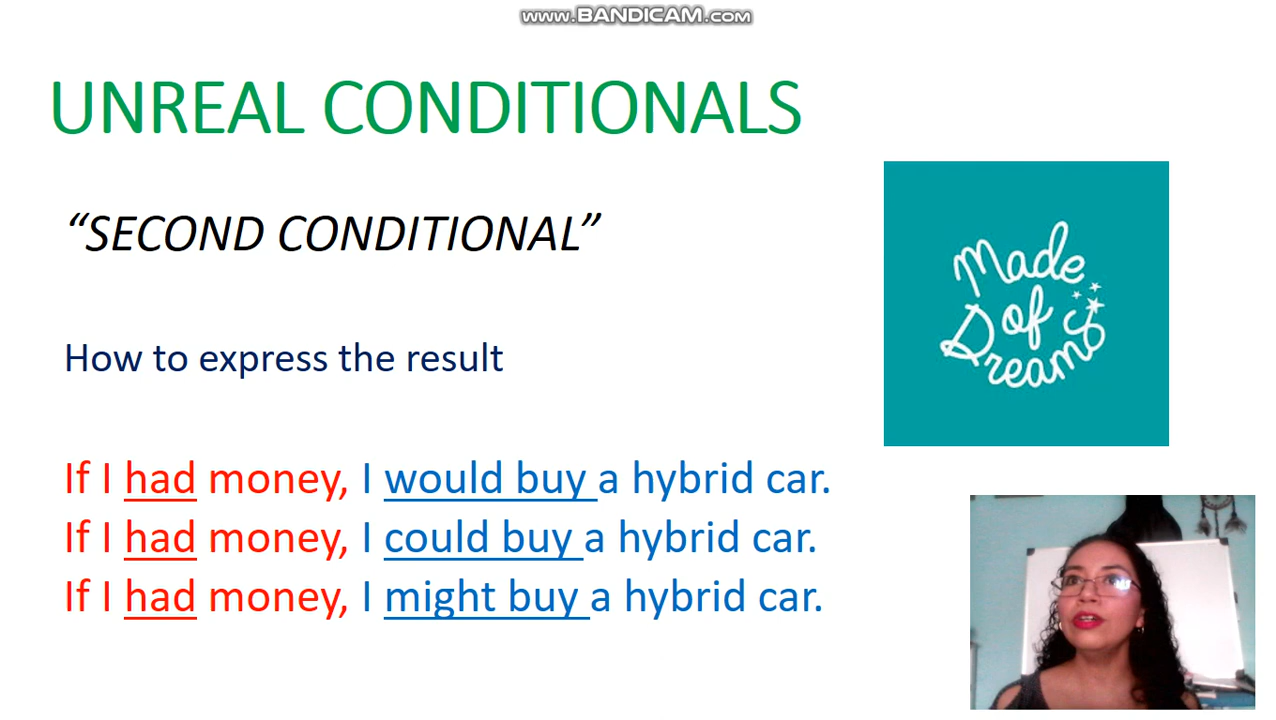 www.BANDICAM.com
UNREAL CONDITIONALS
“SECOND CONDITIONAL”
Made
of
Dreams
How to express the result
If I had money, I would buy a hybrid car.
If I had money, I could buy a hybrid car.
If I had money, I might buy a hybrid car.